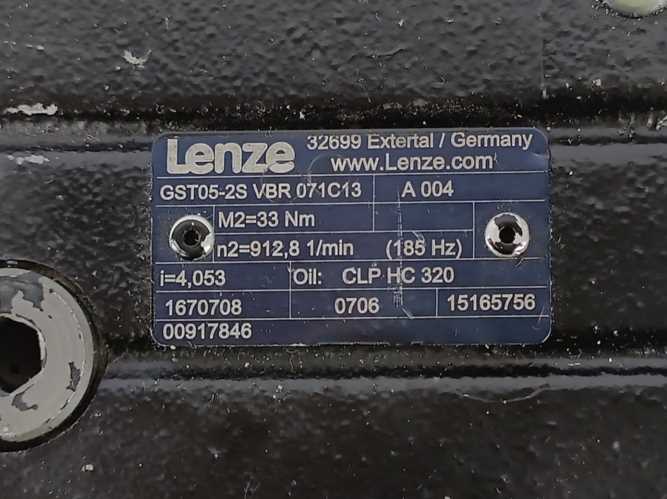 Lenze 32699 Extertal / Germany
www.Lenze.com
GST05-2S VBR 071C13 A 004
M2=33 Nm
n2=912,8 1/min (185 Hz)
i=4,053 Oil: CLP HC 320
1670708 0706 15165756
00917846